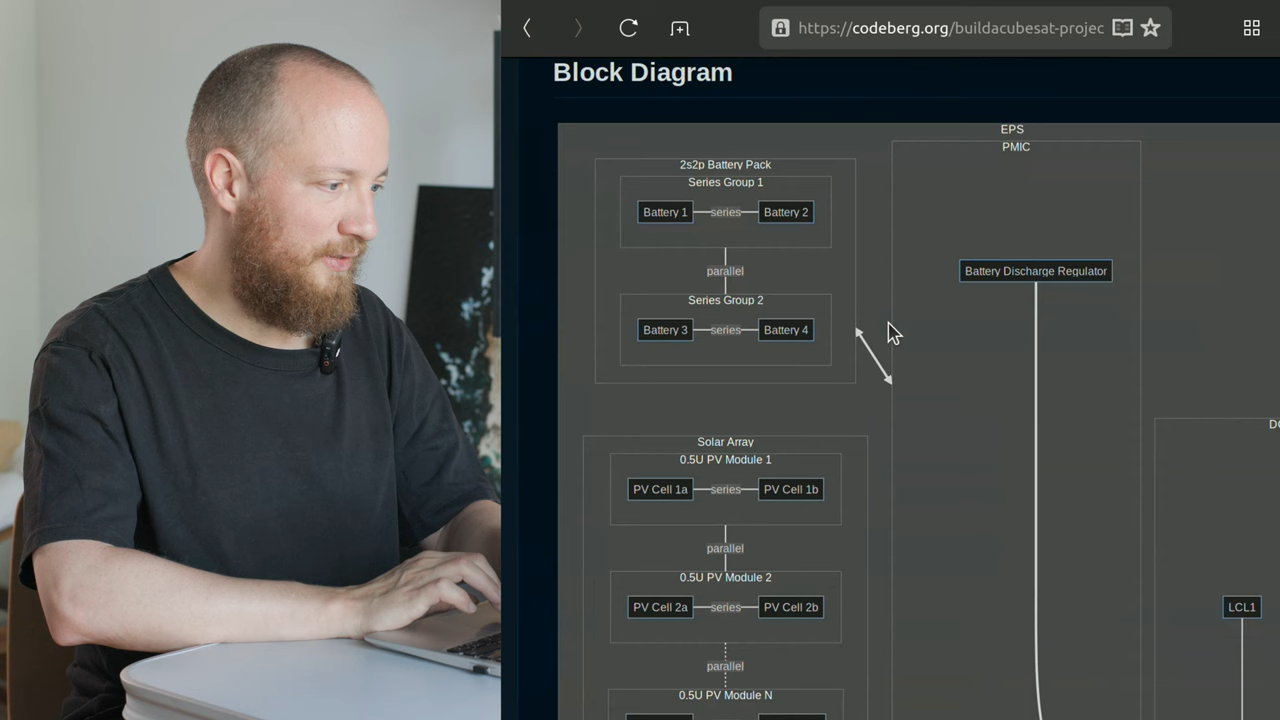 https://codeberg.org/buildacubesat-projec
Block Diagram
EPS
PMIC
2s2p Battery Pack
Series Group 1
Battery 1 series Battery 2
parallel
Series Group 2
Battery 3 series Battery 4
Battery Discharge Regulator
Solar Array
0.5U PV Module 1
PV Cell 1a series PV Cell 1b
parallel
0.5U PV Module 2
PV Cell 2a series PV Cell 2b
parallel
0.5U PV Module N
LCL1